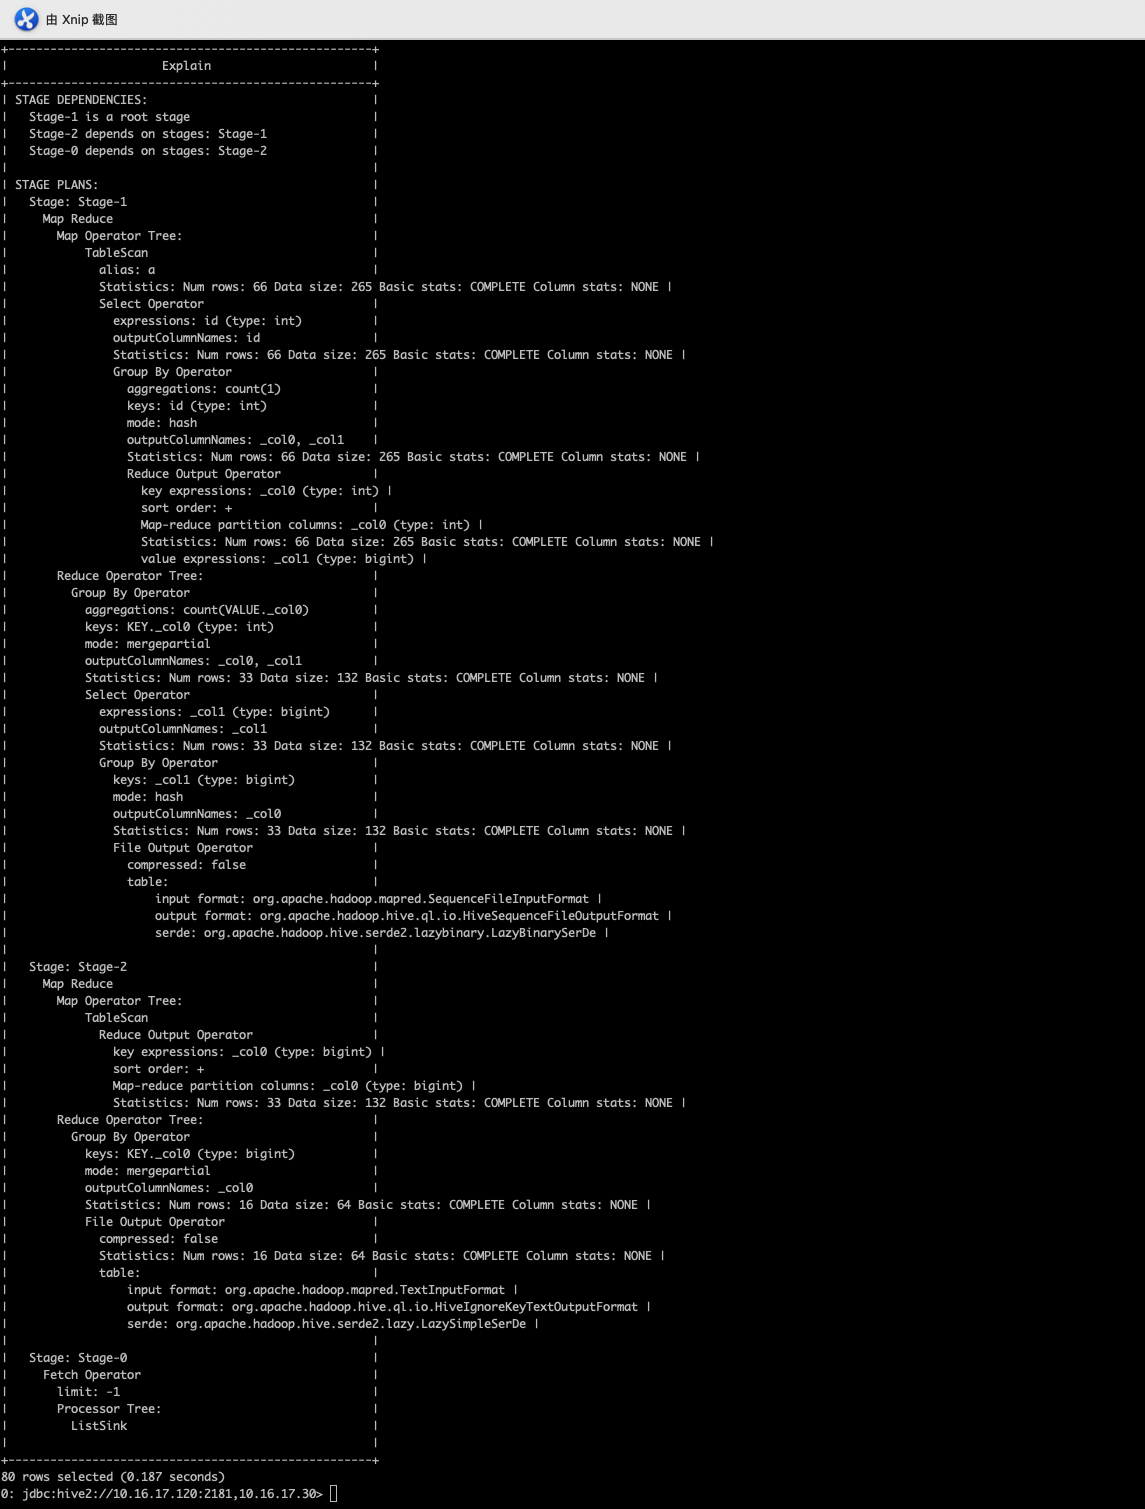 由 Xnip 截图
+----------------------------------------------------+
|                      Explain                       |
+----------------------------------------------------+
| STAGE DEPENDENCIES:                                |
|   Stage-1 is a root stage                          |
|   Stage-2 depends on stages: Stage-1               |
|   Stage-0 depends on stages: Stage-2               |
|                                                    |
| STAGE PLANS:                                       |
|   Stage: Stage-1                                   |
|     Map Reduce                                     |
|       Map Operator Tree:                           |
|           TableScan                                |
|             alias: a                               |
|             Statistics: Num rows: 66 Data size: 265 Basic stats: COMPLETE Column stats: NONE |
|             Select Operator                        |
|               expressions: id (type: int)          |
|               outputColumnNames: id                |
|               Statistics: Num rows: 66 Data size: 265 Basic stats: COMPLETE Column stats: NONE |
|               Group By Operator                    |
|                 aggregations: count(1)             |
|                 keys: id (type: int)               |
|                 mode: hash                         |
|                 outputColumnNames: _col0, _col1    |
|                 Statistics: Num rows: 66 Data size: 265 Basic stats: COMPLETE Column stats: NONE |
|                 Reduce Output Operator             |
|                   key expressions: _col0 (type: int) |
|                   sort order: +                    |
|                   Map-reduce partition columns: _col0 (type: int) |
|                   Statistics: Num rows: 66 Data size: 265 Basic stats: COMPLETE Column stats: NONE |
|                   value expressions: _col1 (type: bigint) |
|       Reduce Operator Tree:                        |
|         Group By Operator                          |
|           aggregations: count(VALUE._col0)         |
|           keys: KEY._col0 (type: int)              |
|           mode: mergepartial                       |
|           outputColumnNames: _col0, _col1          |
|           Statistics: Num rows: 33 Data size: 132 Basic stats: COMPLETE Column stats: NONE |
|           Select Operator                          |
|             expressions: _col1 (type: bigint)      |
|             outputColumnNames: _col1               |
|             Statistics: Num rows: 33 Data size: 132 Basic stats: COMPLETE Column stats: NONE |
|             Group By Operator                      |
|               keys: _col1 (type: bigint)           |
|               mode: hash                           |
|               outputColumnNames: _col0             |
|               Statistics: Num rows: 33 Data size: 132 Basic stats: COMPLETE Column stats: NONE |
|               File Output Operator                 |
|                 compressed: false                  |
|                 table:                             |
|                     input format: org.apache.hadoop.mapred.SequenceFileInputFormat |
|                     output format: org.apache.hadoop.hive.ql.io.HiveSequenceFileOutputFormat |
|                     serde: org.apache.hadoop.hive.serde2.lazybinary.LazyBinarySerDe |
|                                                    |
|   Stage: Stage-2                                   |
|     Map Reduce                                     |
|       Map Operator Tree:                           |
|           TableScan                                |
|             Reduce Output Operator                 |
|               key expressions: _col0 (type: bigint) |
|               sort order: +                        |
|               Map-reduce partition columns: _col0 (type: bigint) |
|               Statistics: Num rows: 33 Data size: 132 Basic stats: COMPLETE Column stats: NONE |
|       Reduce Operator Tree:                        |
|         Group By Operator                          |
|           keys: KEY._col0 (type: bigint)           |
|           mode: mergepartial                       |
|           outputColumnNames: _col0                 |
|           Statistics: Num rows: 16 Data size: 64 Basic stats: COMPLETE Column stats: NONE |
|           File Output Operator                     |
|             compressed: false                      |
|             Statistics: Num rows: 16 Data size: 64 Basic stats: COMPLETE Column stats: NONE |
|             table:                                 |
|                 input format: org.apache.hadoop.mapred.TextInputFormat |
|                 output format: org.apache.hadoop.hive.ql.io.HiveIgnoreKeyTextOutputFormat |
|                 serde: org.apache.hadoop.hive.serde2.lazy.LazySimpleSerDe |
|                                                    |
|   Stage: Stage-0                                   |
|     Fetch Operator                                 |
|       limit: -1                                    |
|       Processor Tree:                              |
|         ListSink                                   |
|                                                    |
+----------------------------------------------------+
80 rows selected (0.187 seconds)
0: jdbc:hive2://10.16.17.120:2181,10.16.17.30>